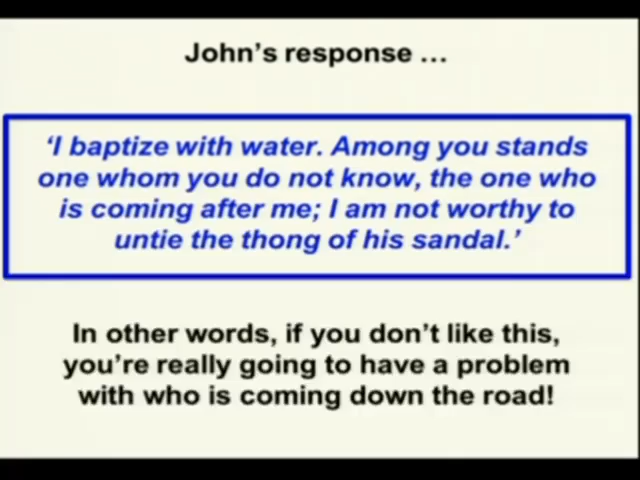 John’s response …
‘I baptize with water. Among you stands
one whom you do not know, the one who
is coming after me; I am not worthy to
untie the thong of his sandal.’
In other words, if you don’t like this,
you’re really going to have a problem
with who is coming down the road!